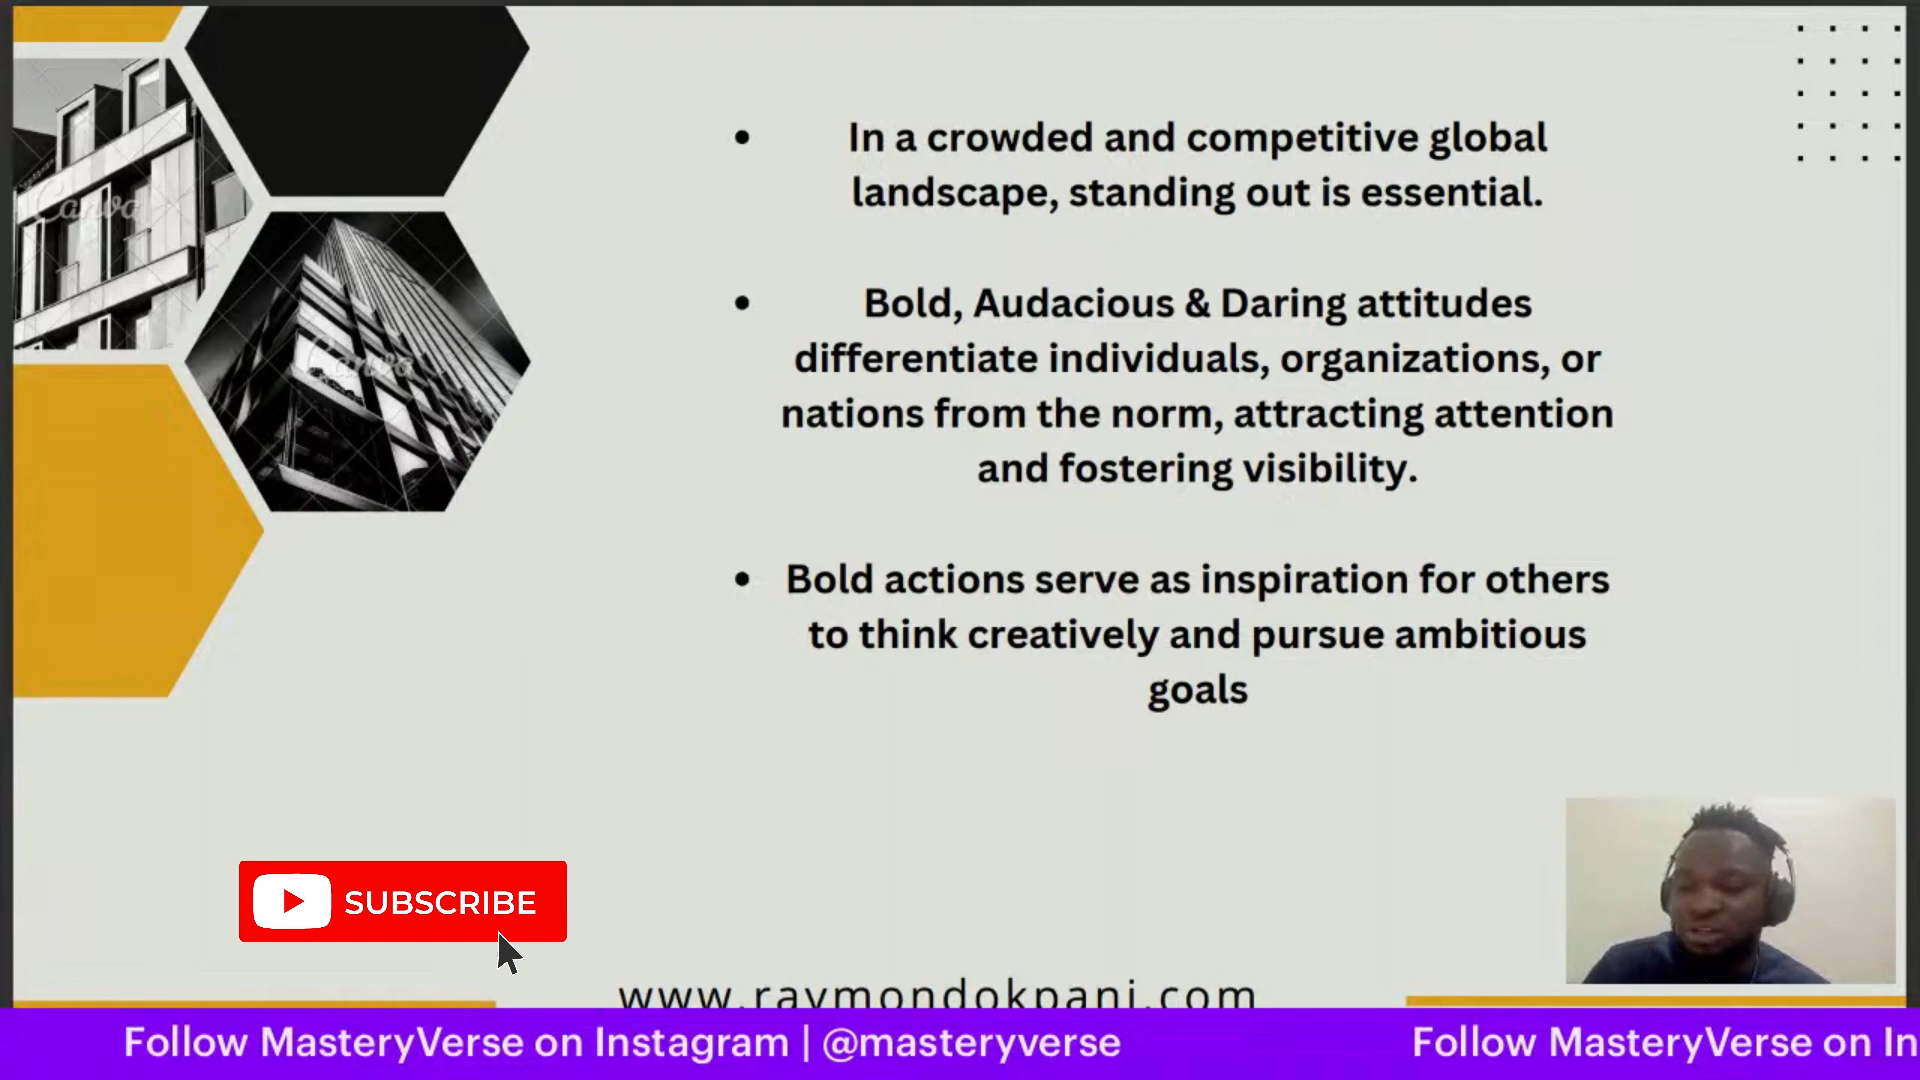 • In a crowded and competitive global
landscape, standing out is essential.
• Bold, Audacious & Daring attitudes
differentiate individuals, organizations, or
nations from the norm, attracting attention
and fostering visibility.
• Bold actions serve as inspiration for others
to think creatively and pursue ambitious
goals
Canva
Canva
SUBSCRIBE
www.raymondokpani.com
Follow MasteryVerse on Instagram | @masteryverse
Follow MasteryVerse on In